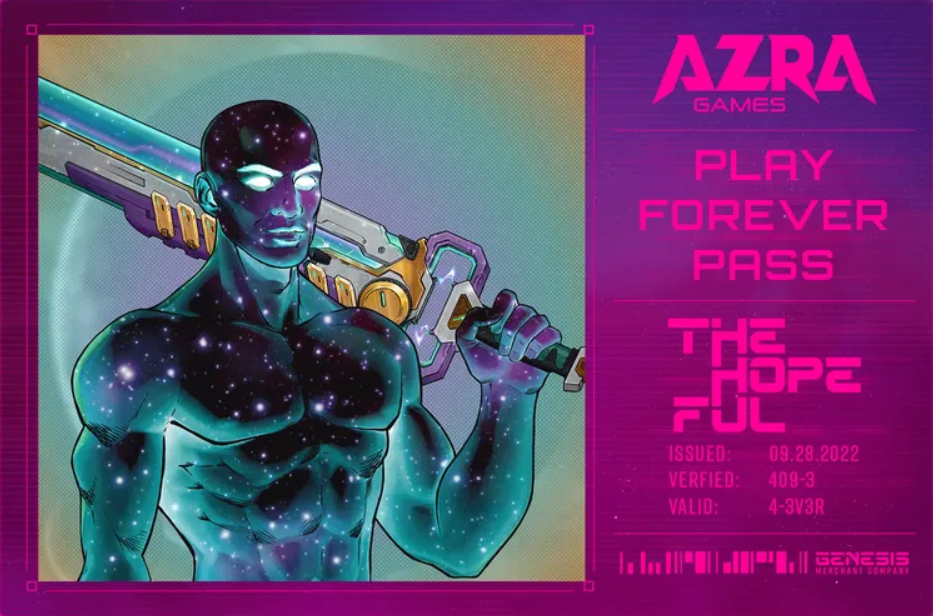 AZRA
GAMES
PLAY
FOREVER
PASS
THE
HOPE
FUL
ISSUED: 09.28.2022
VERFIED: 409-3
VALID: 4-3V3R
GENESIS
MERCHANT COMPANY